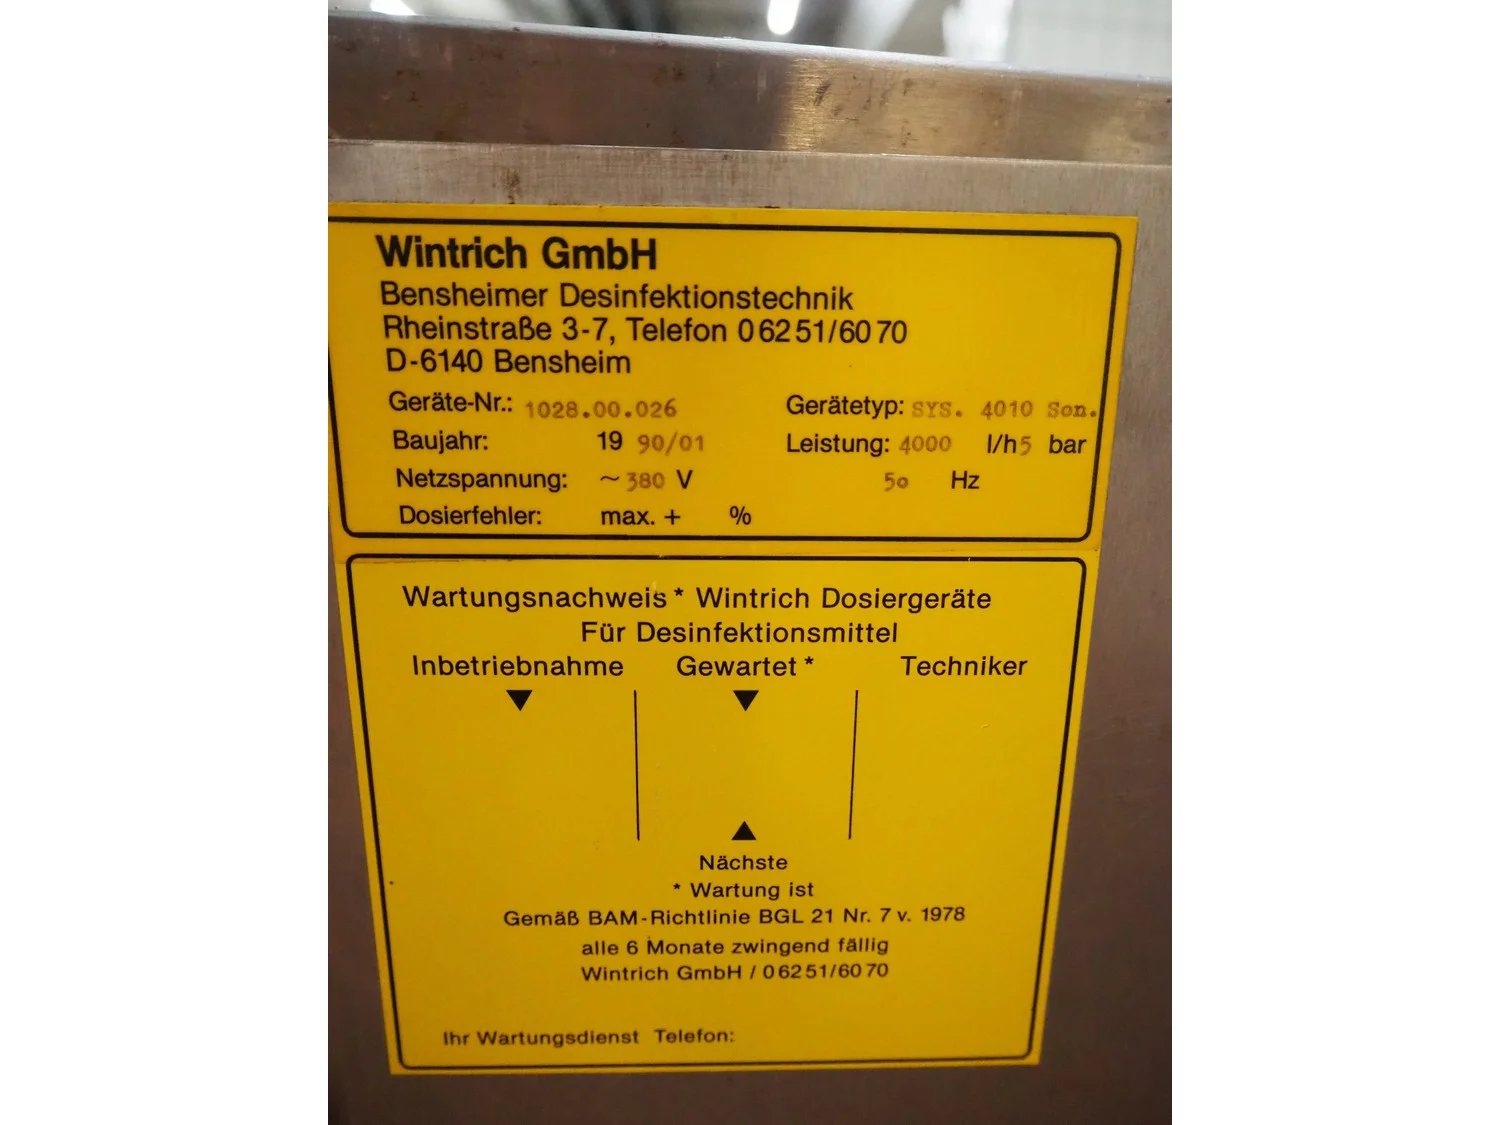 Wintrich GmbH
Bensheimer Desinfektionstechnik
Rheinstraße 3-7, Telefon 06251/6070
D-6140 Bensheim
Geräte-Nr.: 1028.00.026 Gerätetyp: SYS. 4010 Son.
Baujahr: 19 90/01 Leistung: 4000 l/h 5 bar
Netzspannung: ~ 380 V 50 Hz
Dosierfehler: max. + %
Wartungsnachweis * Wintrich Dosiergeräte
Für Desinfektionsmittel
Inbetriebnahme Gewartet * Techniker
Nächste
* Wartung ist
Gemäß BAM-Richtlinie BGL 21 Nr. 7 v. 1978
alle 6 Monate zwingend fällig
Wintrich GmbH / 06251/6070
Ihr Wartungsdienst Telefon: